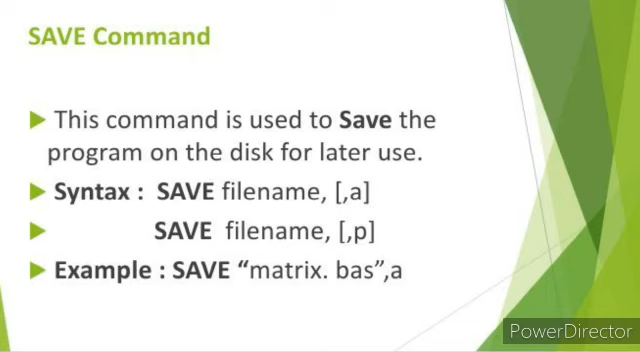 SAVE Command
This command is used to Save the
program on the disk for later use.
Syntax : SAVE filename, [,a]
SAVE filename, [,p]
Example : SAVE “matrix. bas”,a
PowerDirector